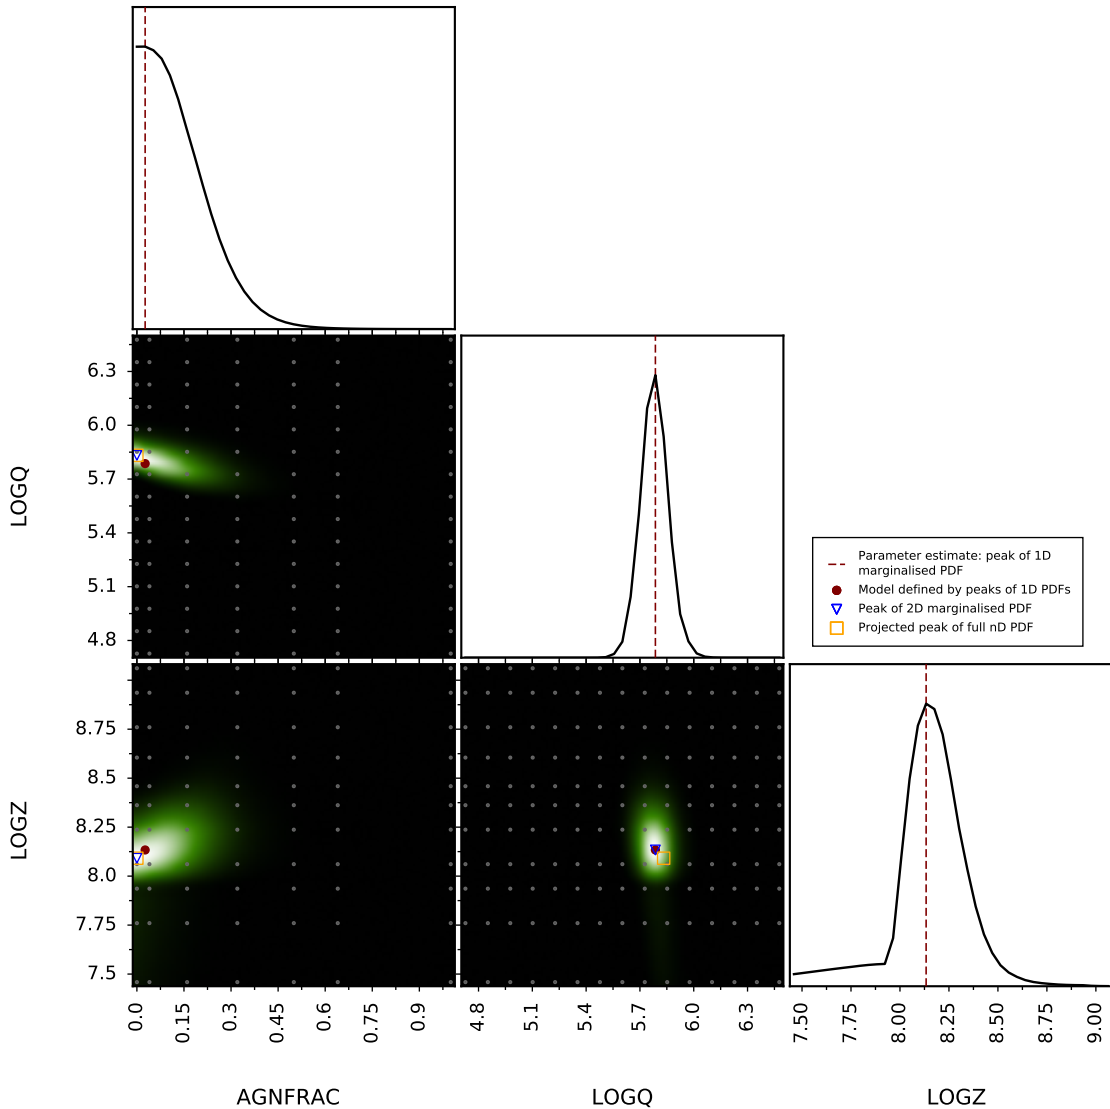 6.3
6.0
LOGQ
5.7
5.4
5.1
4.8
Parameter estimate: peak of 1D
marginalised PDF
Model defined by peaks of 1D PDFs
Peak of 2D marginalised PDF
Projected peak of full nD PDF
8.75
8.5
LOGZ
8.25
8.0
7.75
7.5
0.0 0.15 0.3 0.45 0.6 0.75 0.9
4.8 5.1 5.4 5.7 6.0 6.3
7.50 7.75 8.00 8.25 8.50 8.75 9.00
AGNFRAC LOGQ LOGZ